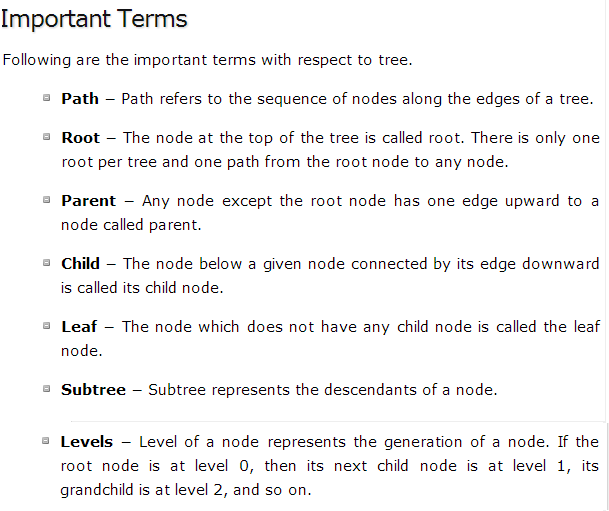 Important Terms
Following are the important terms with respect to tree.
Path – Path refers to the sequence of nodes along the edges of a tree.
Root – The node at the top of the tree is called root. There is only one
root per tree and one path from the root node to any node.
Parent – Any node except the root node has one edge upward to a
node called parent.
Child – The node below a given node connected by its edge downward
is called its child node.
Leaf – The node which does not have any child node is called the leaf
node.
Subtree – Subtree represents the descendants of a node.
Levels – Level of a node represents the generation of a node. If the
root node is at level 0, then its next child node is at level 1, its
grandchild is at level 2, and so on.